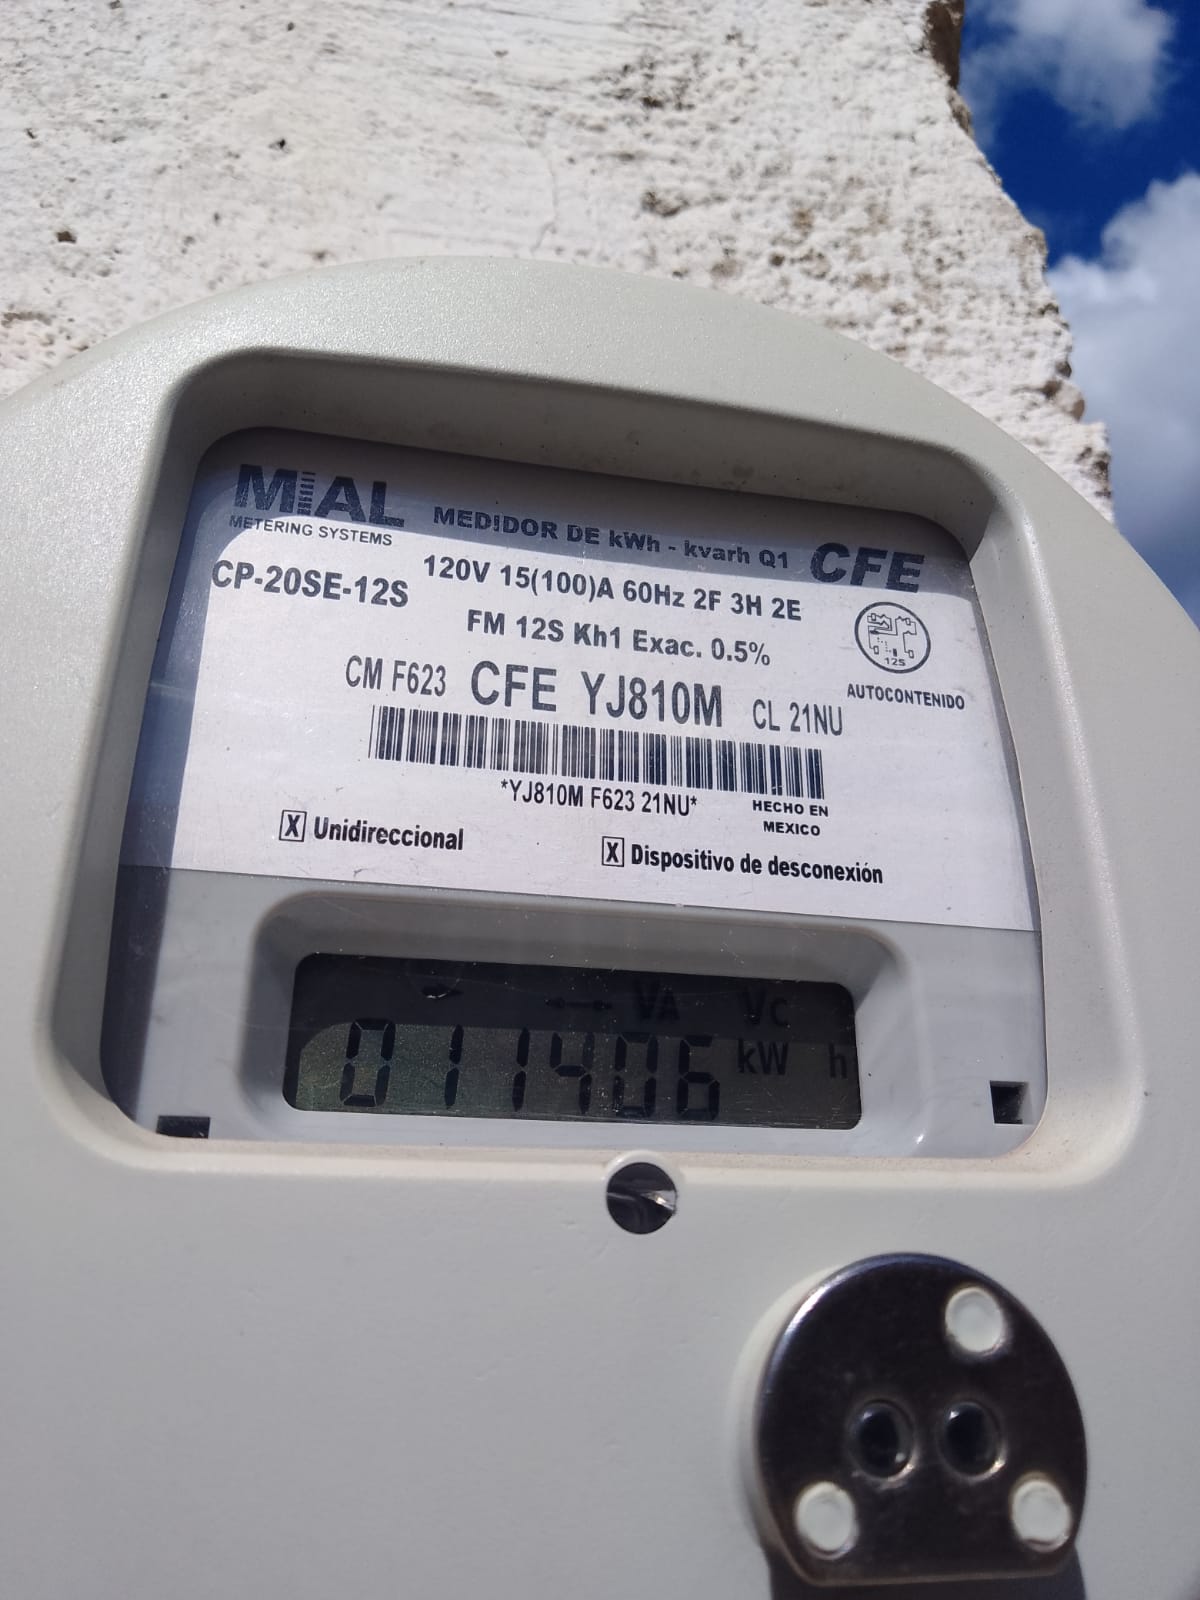 MIAL
METERING SYSTEMS
MEDIDOR DE kWh - kvarh Q1
CFE
CP-20SE-12S
120V 15(100)A 60Hz 2F 3H 2E
FM 12S Kh1 Exac. 0.5%
12S
AUTOCONTENIDO
CM F623 CFE YJ810M CL 21NU
*YJ810M F623 21NU*
HECHO EN
MEXICO
X Unidireccional
X Dispositivo de desconexión
VA Vc
011406 kW h